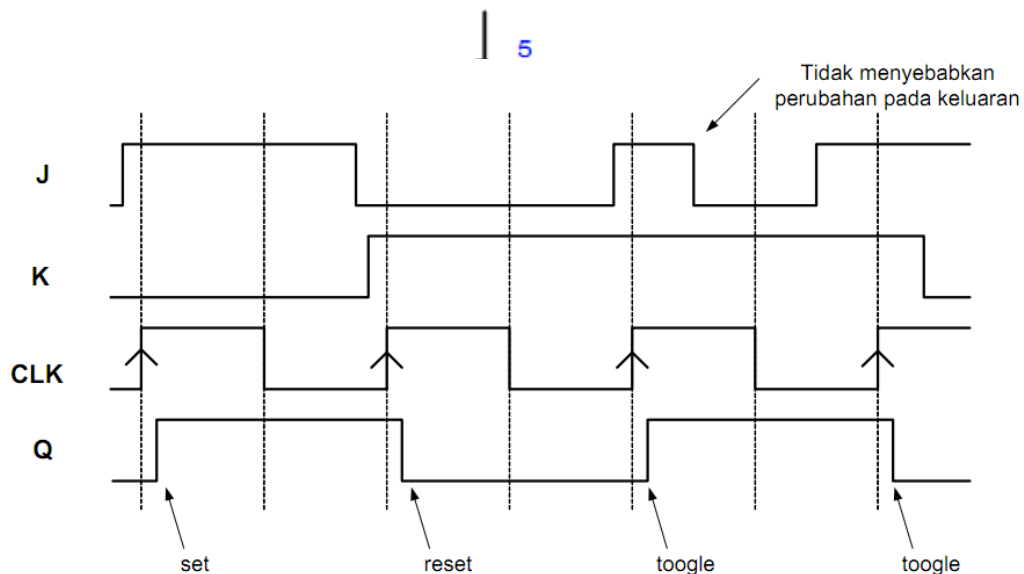 5
Tidak menyebabkan
perubahan pada keluaran
J
K
CLK
Q
set
reset
toogle
toogle